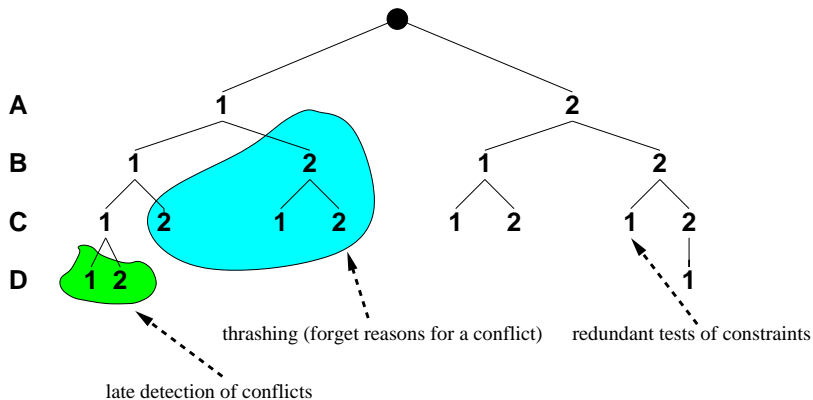 A 1 2
B 1 2 1 2
C 1 2 1 2 1 2 1 2
D 1 2 1
thrashing (forget reasons for a conflict) redundant tests of constraints
late detection of conflicts